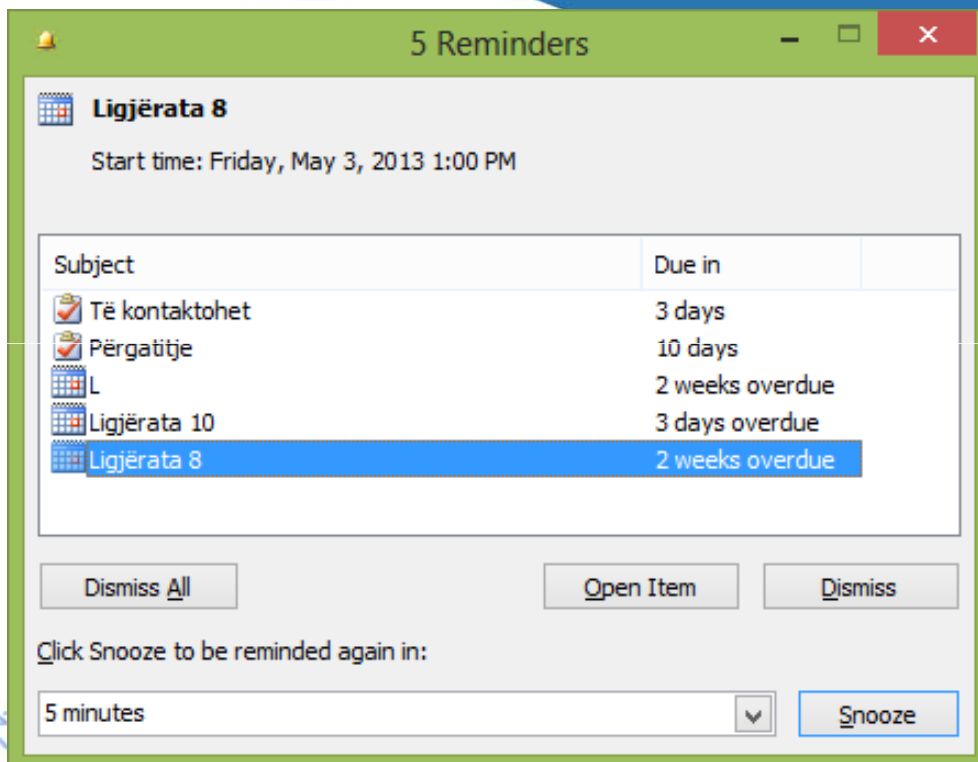 5 Reminders
Ligjërata 8
Start time: Friday, May 3, 2013 1:00 PM
Subject Due in
Të kontaktohet 3 days
Përgatitje 10 days
L 2 weeks overdue
Ligjërata 10 3 days overdue
Ligjërata 8 2 weeks overdue
Dismiss All Open Item Dismiss
Click Snooze to be reminded again in:
5 minutes Snooze